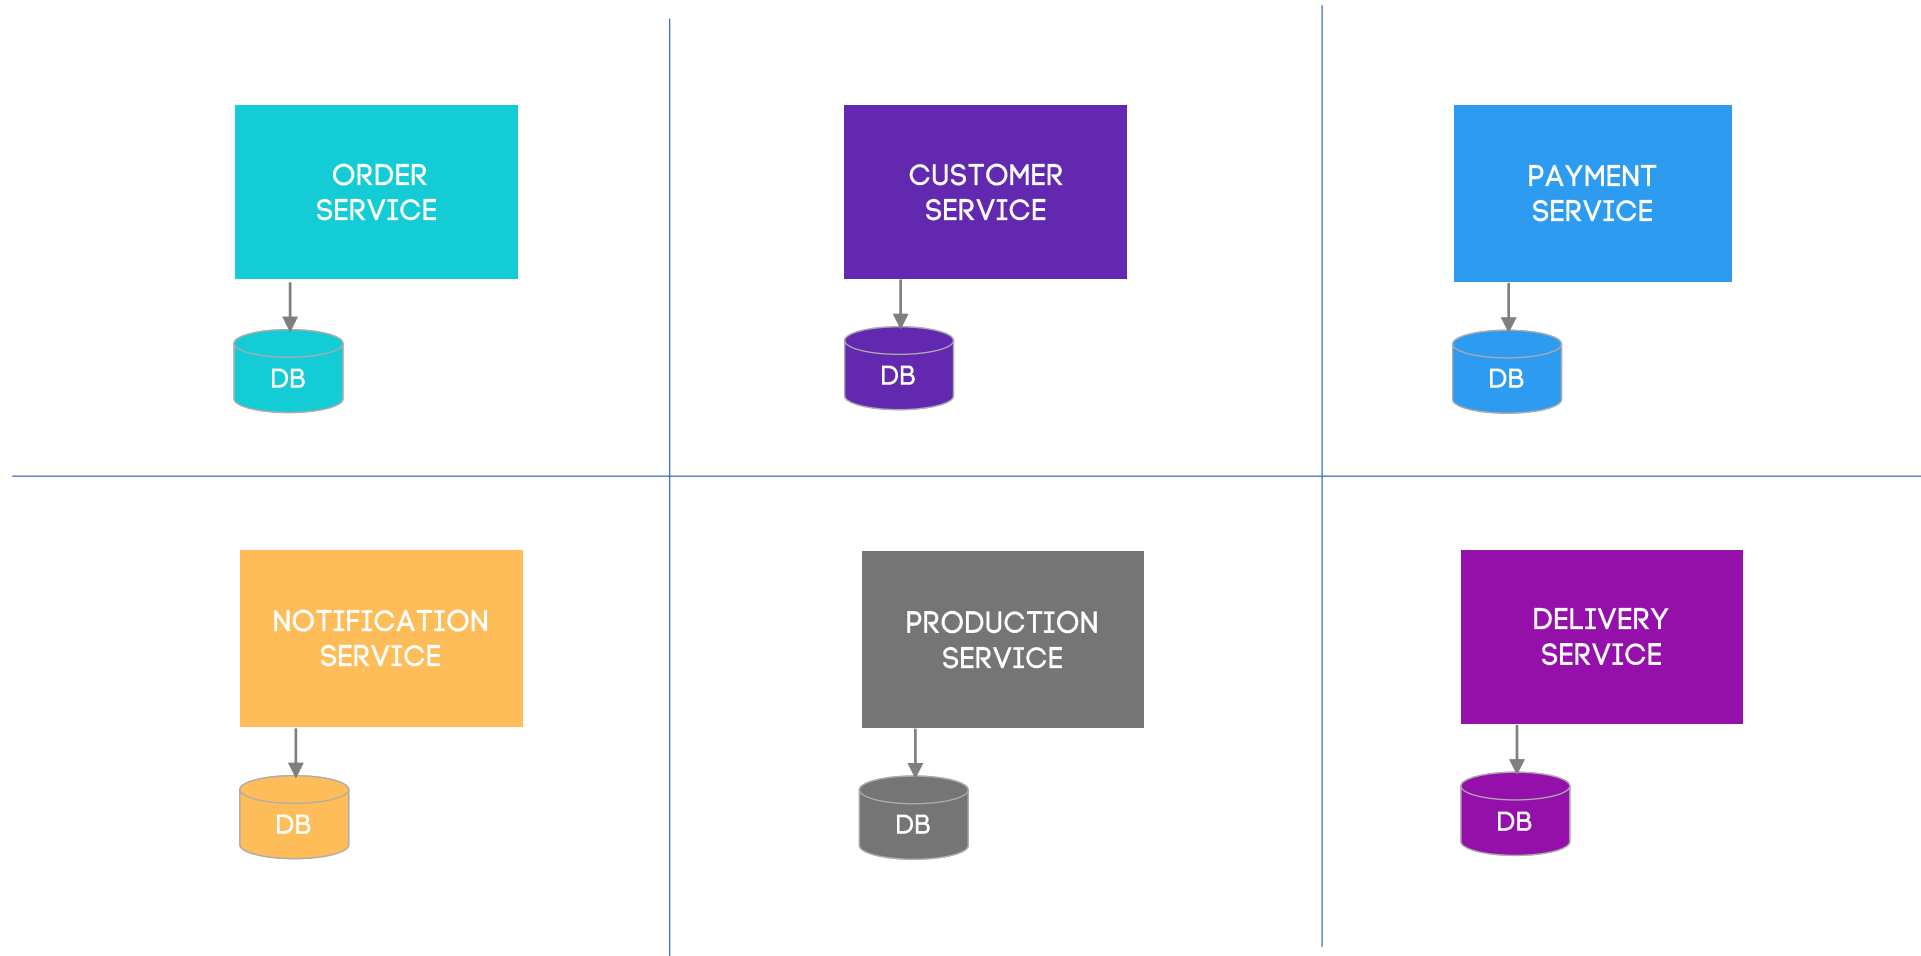 ORDER
SERVICE
DB
CUSTOMER
SERVICE
DB
PAYMENT
SERVICE
DB
NOTIFICATION
SERVICE
DB
PRODUCTION
SERVICE
DB
DELIVERY
SERVICE
DB